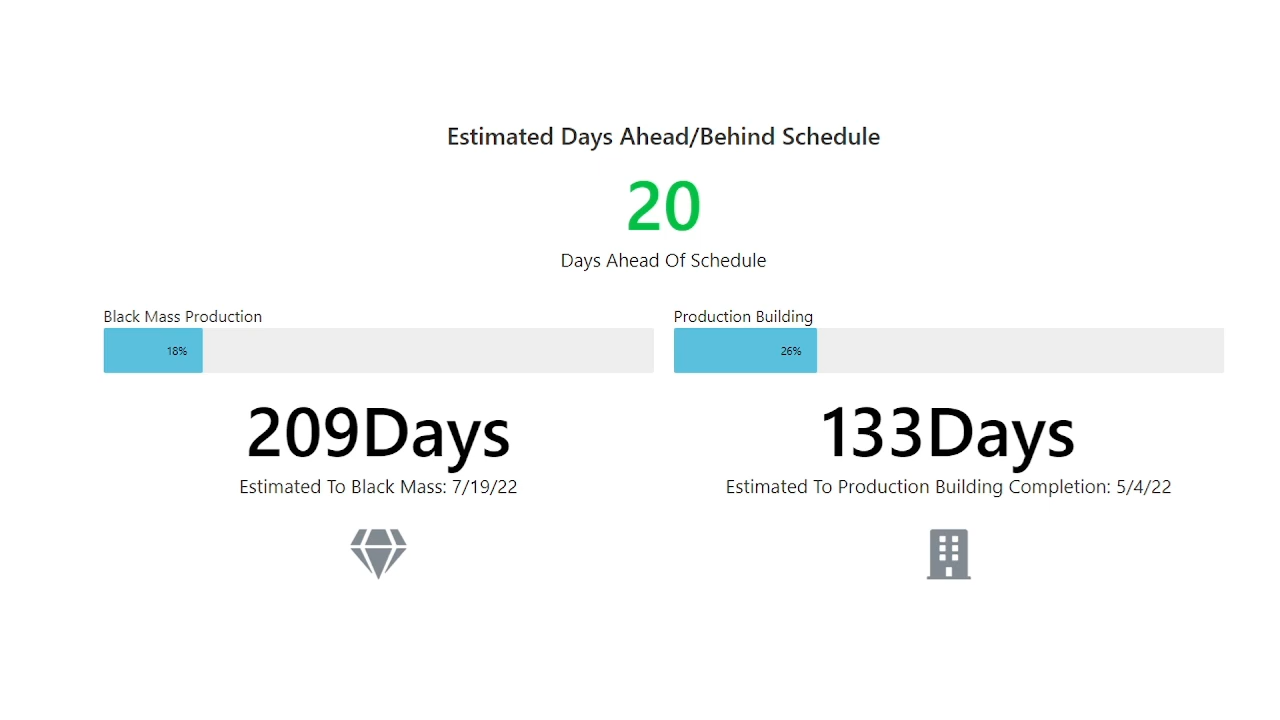 Estimated Days Ahead/Behind Schedule
20
Days Ahead Of Schedule
Black Mass Production
18%
Production Building
26%
209Days
Estimated To Black Mass: 7/19/22
133Days
Estimated To Production Building Completion: 5/4/22